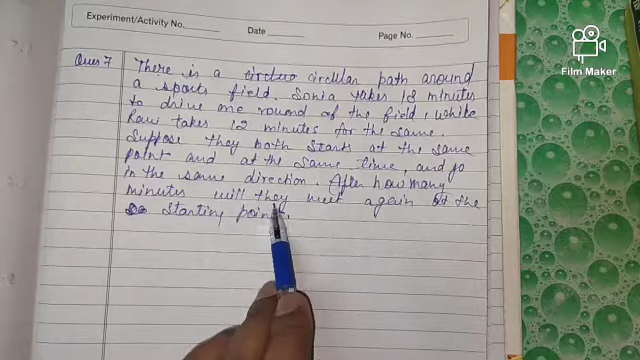 Experiment/Activity No.
Date
Page No.
Film Maker
Ques 7 There is a circular path around
a sports field. Sonia takes 18 minutes
to drive one round of the field, while
Ravi takes 12 minutes for the same.
Suppose they both starts at the same
point and at the same time, and go
in the same direction. After how many
minutes will they meet again at the
starting point.